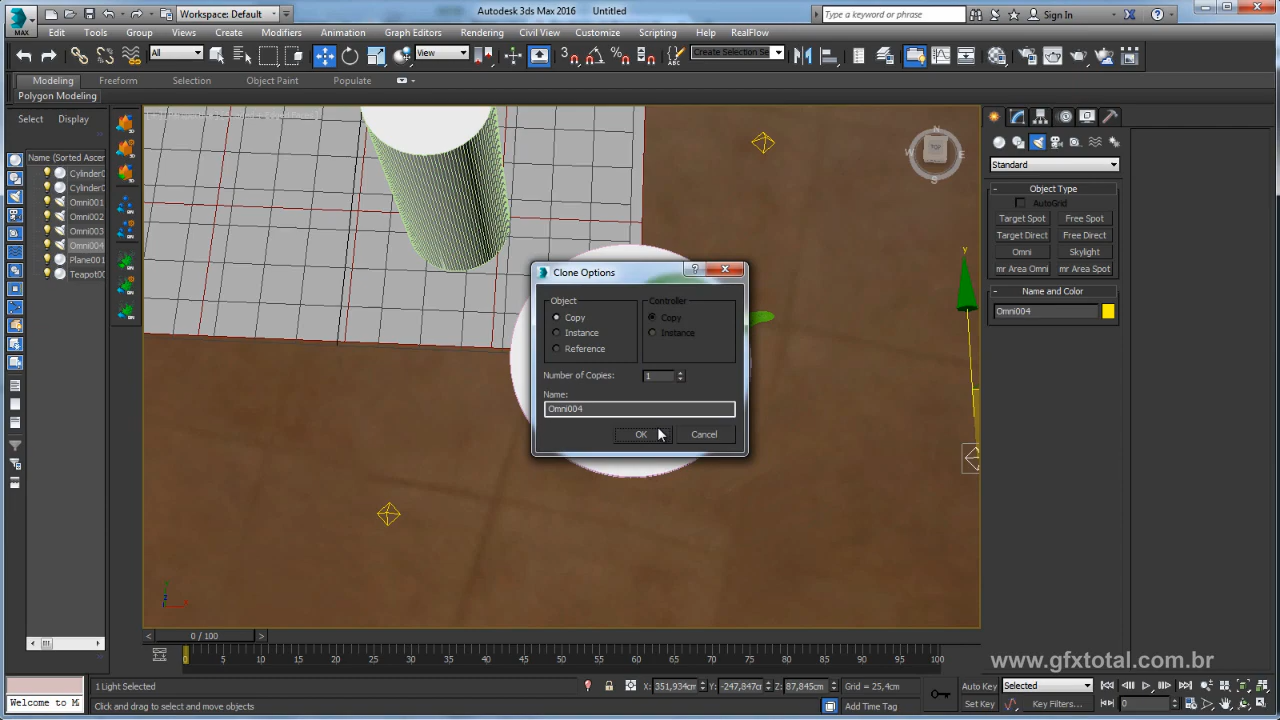 Workspace: Default
Autodesk 3ds Max 2016 Untitled
Type a keyword or phrase
Sign In
MAX
Edit Tools Group Views Create Modifiers Animation Graph Editors Rendering Civil View Customize Scripting Help RealFlow
All
View
Create Selection Se
Modeling Freeform Selection Object Paint Populate
Polygon Modeling
Select Display
Name (Sorted Ascen
Cylinder0
Cylinder0
Omni001
Omni002
Omni003
Omni004
Plane001
Teapot00
N
W TOP E
S
y
Clone Options
Object
Copy
Instance
Reference
Controller
Copy
Instance
Number of Copies: 1
Name:
Omni004
OK Cancel
Standard
- Object Type
AutoGrid
Target Spot Free Spot
Target Direct Free Direct
Omni Skylight
mr Area Omni mr Area Spot
- Name and Color
Omni004
< 0 / 100 >
0 5 10 15 20 25 30 35 40 45 50 55 60 65 70 75 80 85 90 95 100
www.gfxtotal.com.br
Welcome to M
1 Light Selected
X: 351,934cm Y: -247,847cm Z: 87,845cm Grid = 25,4cm
Auto Key Selected
Click and drag to select and move objects
Add Time Tag
Set Key Key Filters... 0